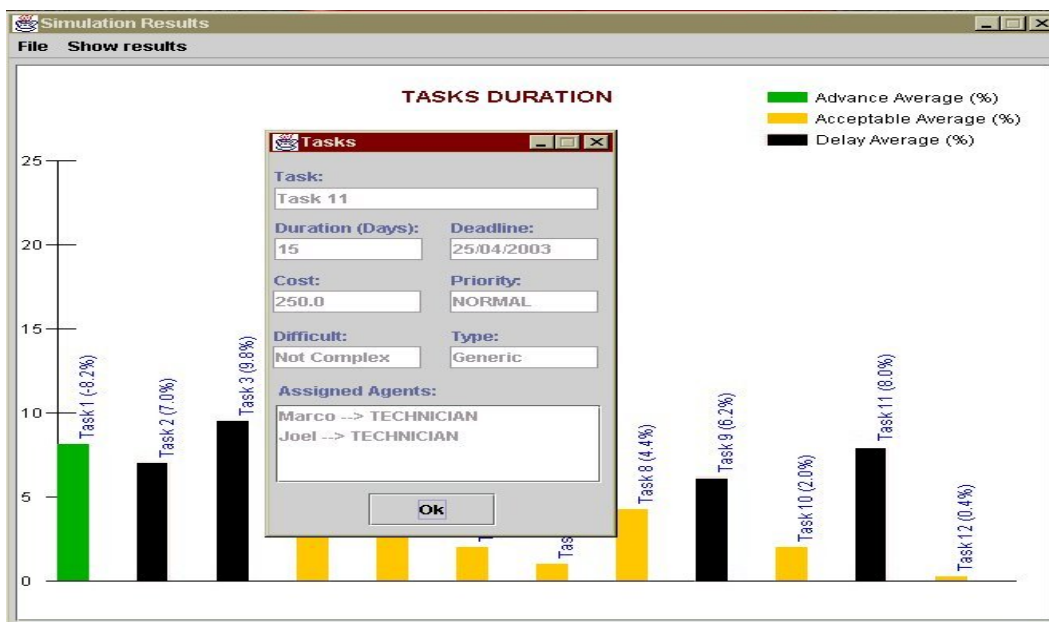 Simulation Results
File Show results
TASKS DURATION
Advance Average (%)
Acceptable Average (%)
Delay Average (%)
25
20
15
10
5
0
Task 1 (-8.2%)
Task 2 (7.0%)
Task 3 (9.8%)
Task 8 (4.4%)
Task 9 (6.2%)
Task 10 (2.0%)
Task 11 (8.0%)
Task 12 (0.4%)
Tasks
Task:
Task 11
Duration (Days): Deadline:
15 25/04/2003
Cost: Priority:
250.0 NORMAL
Difficult: Type:
Not Complex Generic
Assigned Agents:
Marco --> TECHNICIAN
Joel --> TECHNICIAN
Ok